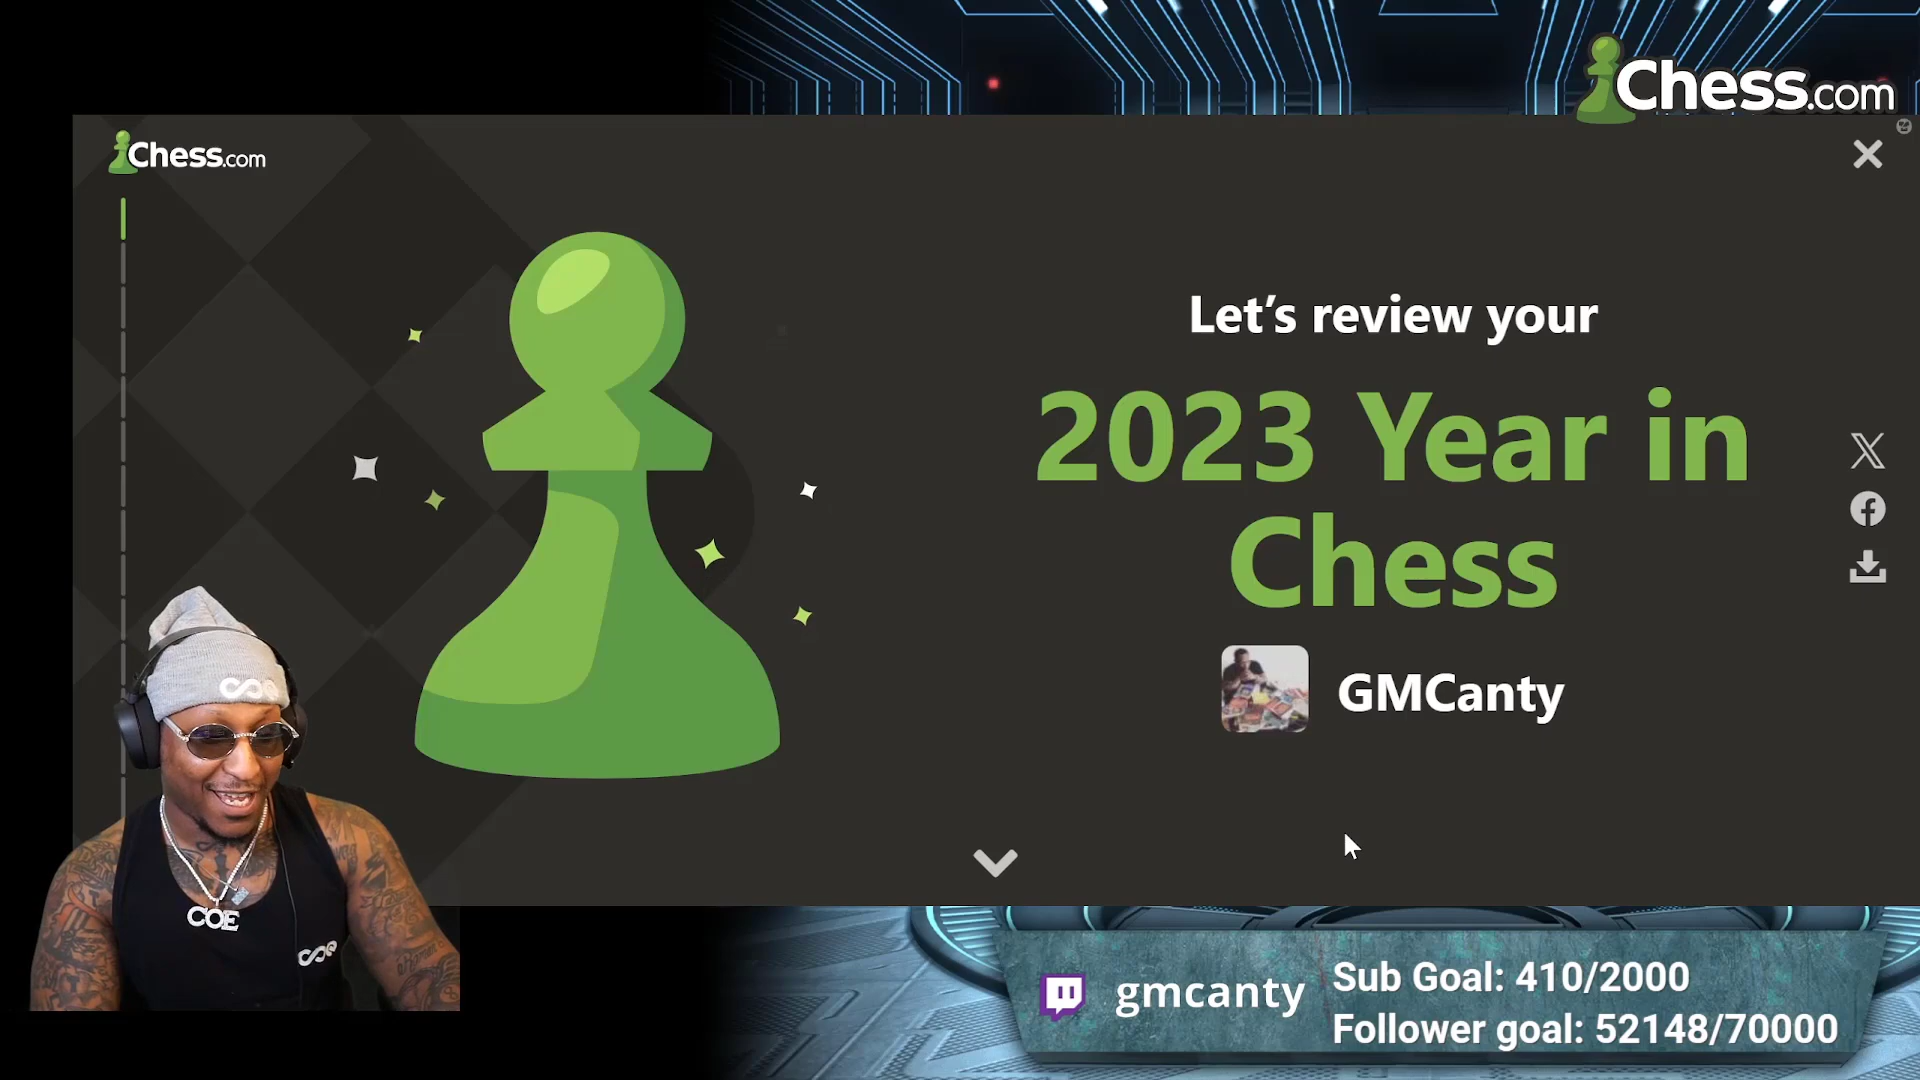 Chess.com
Chess.com
Let's review your
2023 Year in
Chess
GMCanty
COE
coe
gmcanty
Sub Goal: 410/2000
Follower goal: 52148/70000